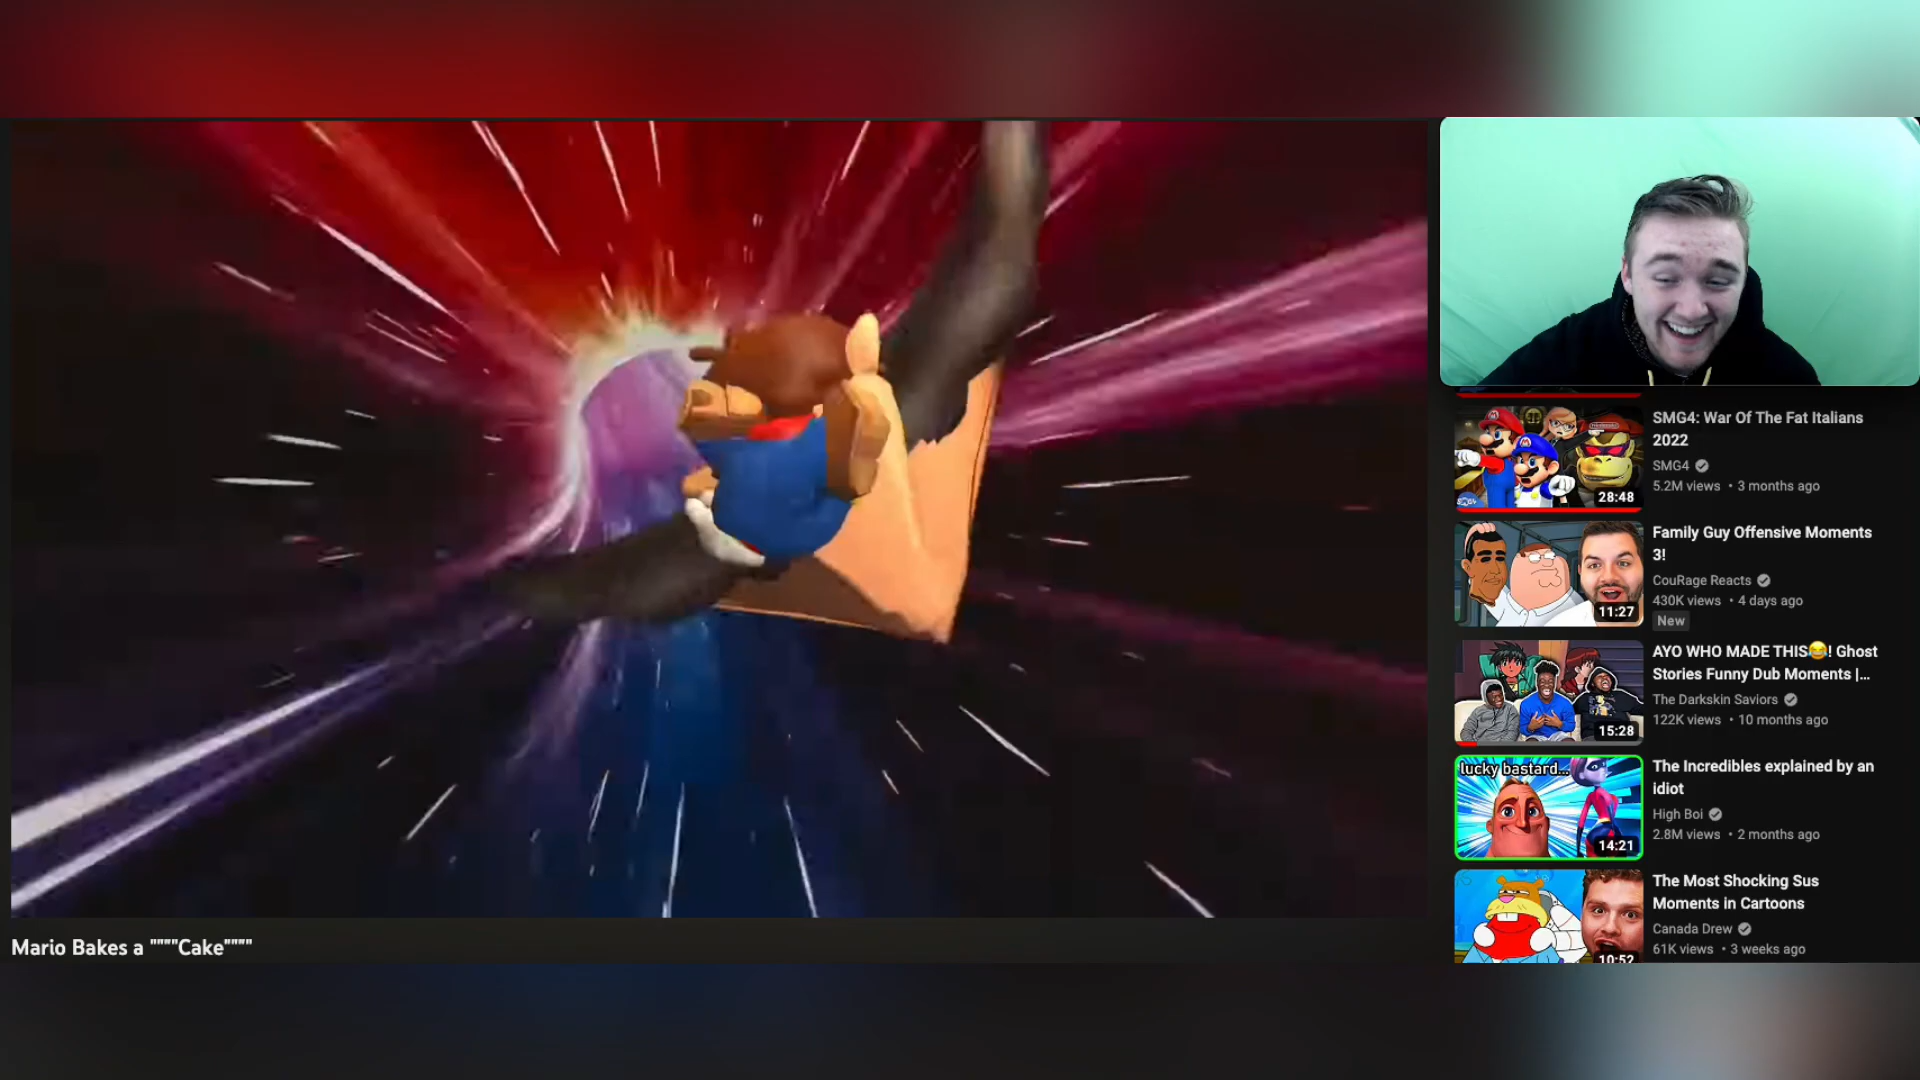 SMG4: War Of The Fat Italians
2022
SMG4
5.2M views • 3 months ago
28:48
Family Guy Offensive Moments
3!
CouRage Reacts
430K views • 4 days ago
New
11:27
AYO WHO MADE THIS😂! Ghost
Stories Funny Dub Moments |...
The Darkskin Saviors
122K views • 10 months ago
15:28
lucky bastard...
The Incredibles explained by an
idiot
High Boi
2.8M views • 2 months ago
14:21
The Most Shocking Sus
Moments in Cartoons
Canada Drew
61K views • 3 weeks ago
10:52
Mario Bakes a """"Cake""""